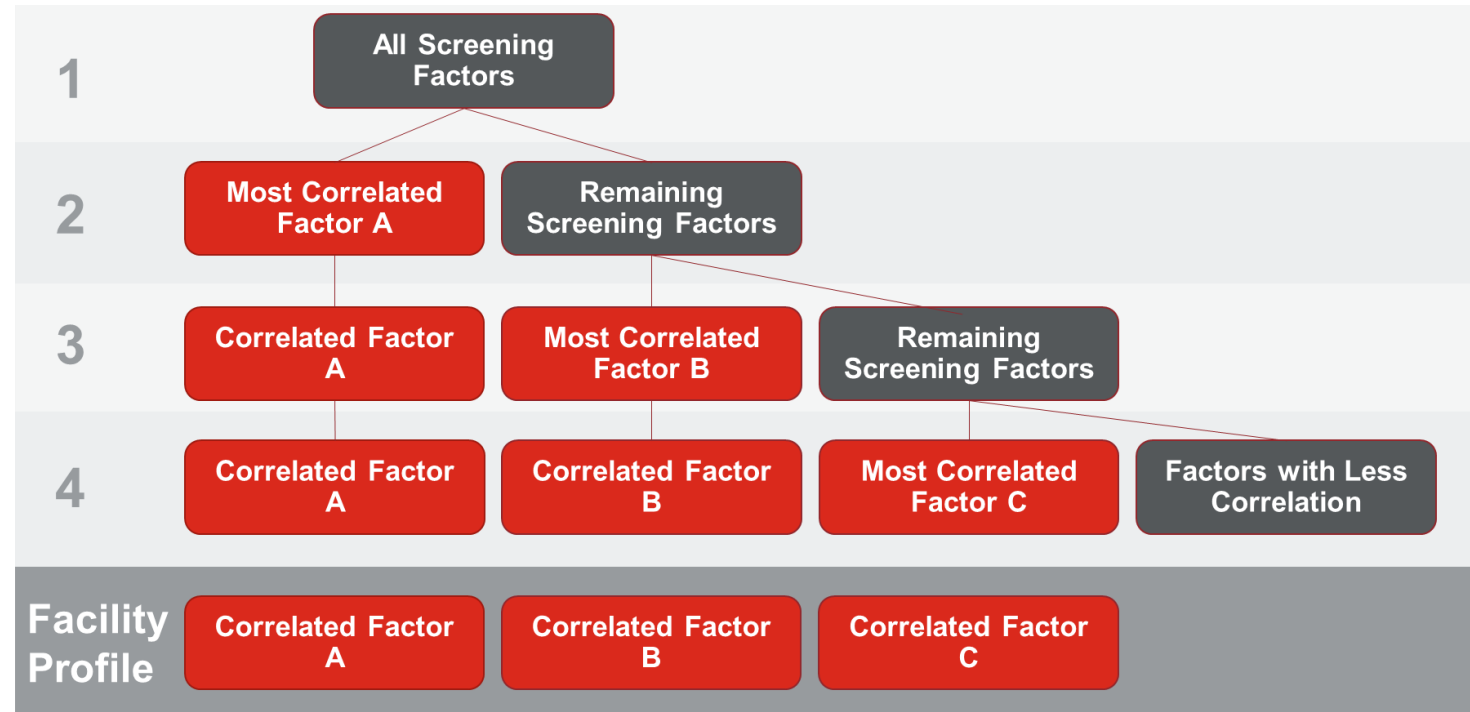 1
All Screening
Factors
2
Most Correlated
Factor A
Remaining
Screening Factors
3
Correlated Factor
A
Most Correlated
Factor B
Remaining
Screening Factors
4
Correlated Factor
A
Correlated Factor
B
Most Correlated
Factor C
Factors with Less
Correlation
Facility
Profile
Correlated Factor
A
Correlated Factor
B
Correlated Factor
C